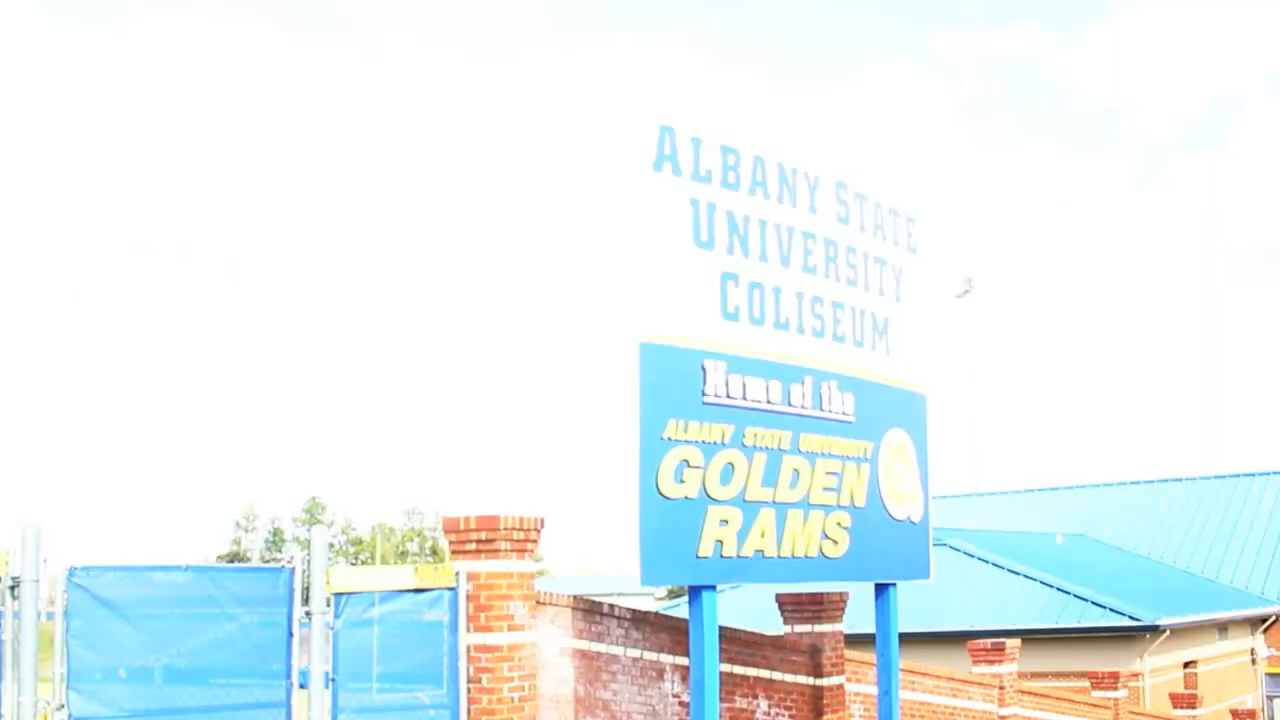 ALBANY STATE
UNIVERSITY
COLISEUM
Home of the
ALBANY STATE UNIVERSITY
GOLDEN
RAMS